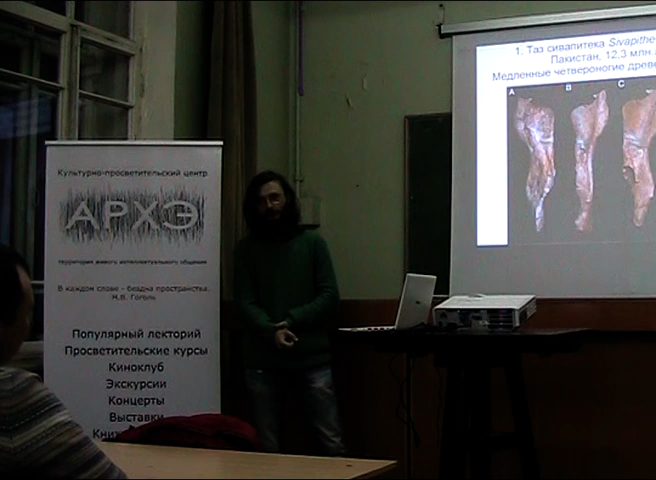 Культурно-просветительский центр
АРХЭ
территория живого интеллектуального общения
В каждом слове - бездна пространства.
Н.В. Гоголь
Популярный лекторий
Просветительские курсы
Киноклуб
Экскурсии
Концерты
Выставки
1. Таз сивапитека
Пакистан, 12,3 млн
Медленные четвероногие
A B C